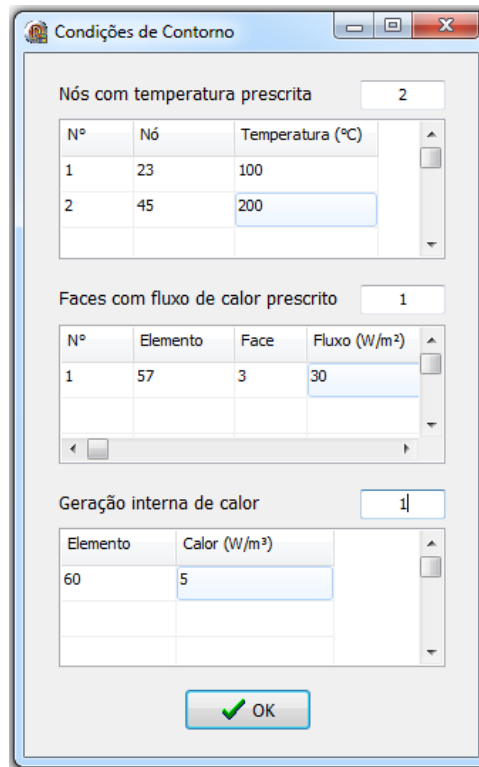 Condições de Contorno
Nós com temperatura prescrita 2
Nº Nó Temperatura (ºC)
1 23 100
2 45 200
Faces com fluxo de calor prescrito 1
Nº Elemento Face Fluxo (W/m²)
1 57 3 30
Geração interna de calor 1
Elemento Calor (W/m³)
60 5
OK